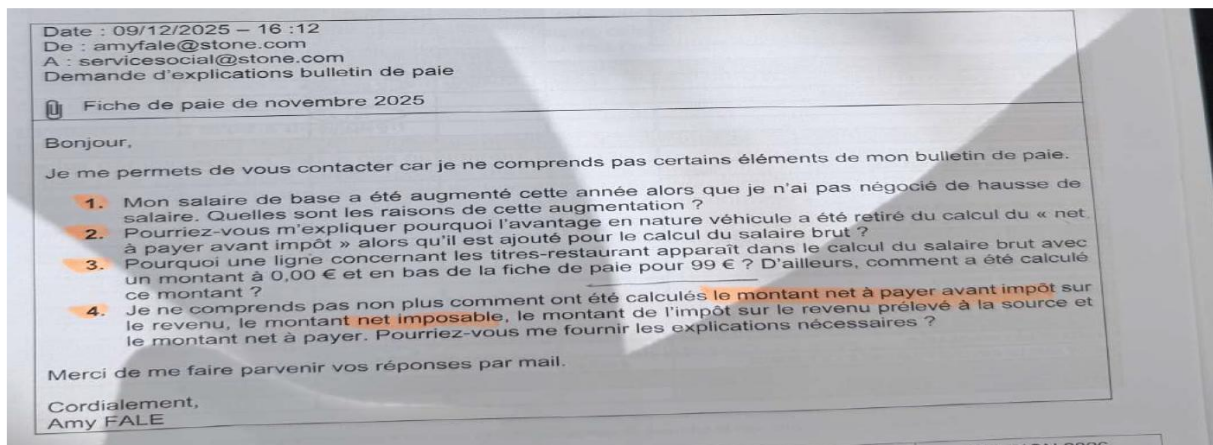 Date : 09/12/2025 – 16 :12
De : amyfale@stone.com
A : servicesocial@stone.com
Demande d'explications bulletin de paie
Fiche de paie de novembre 2025
Bonjour,
Je me permets de vous contacter car je ne comprends pas certains éléments de mon bulletin de paie.
1. Mon salaire de base a été augmenté cette année alors que je n'ai pas négocié de hausse de
salaire. Quelles sont les raisons de cette augmentation ?
2. Pourriez-vous m'expliquer pourquoi l'avantage en nature véhicule a été retiré du calcul du « net
à payer avant impôt » alors qu'il est ajouté pour le calcul du salaire brut ?
3. Pourquoi une ligne concernant les titres-restaurant apparaît dans le calcul du salaire brut avec
un montant à 0,00 € et en bas de la fiche de paie pour 99 € ? D'ailleurs, comment a été calculé
ce montant ?
4. Je ne comprends pas non plus comment ont été calculés le montant net à payer avant impôt sur
le revenu, le montant net imposable, le montant de l'impôt sur le revenu prélevé à la source et
le montant net à payer. Pourriez-vous me fournir les explications nécessaires ?
Merci de me faire parvenir vos réponses par mail.
Cordialement,
Amy FALE